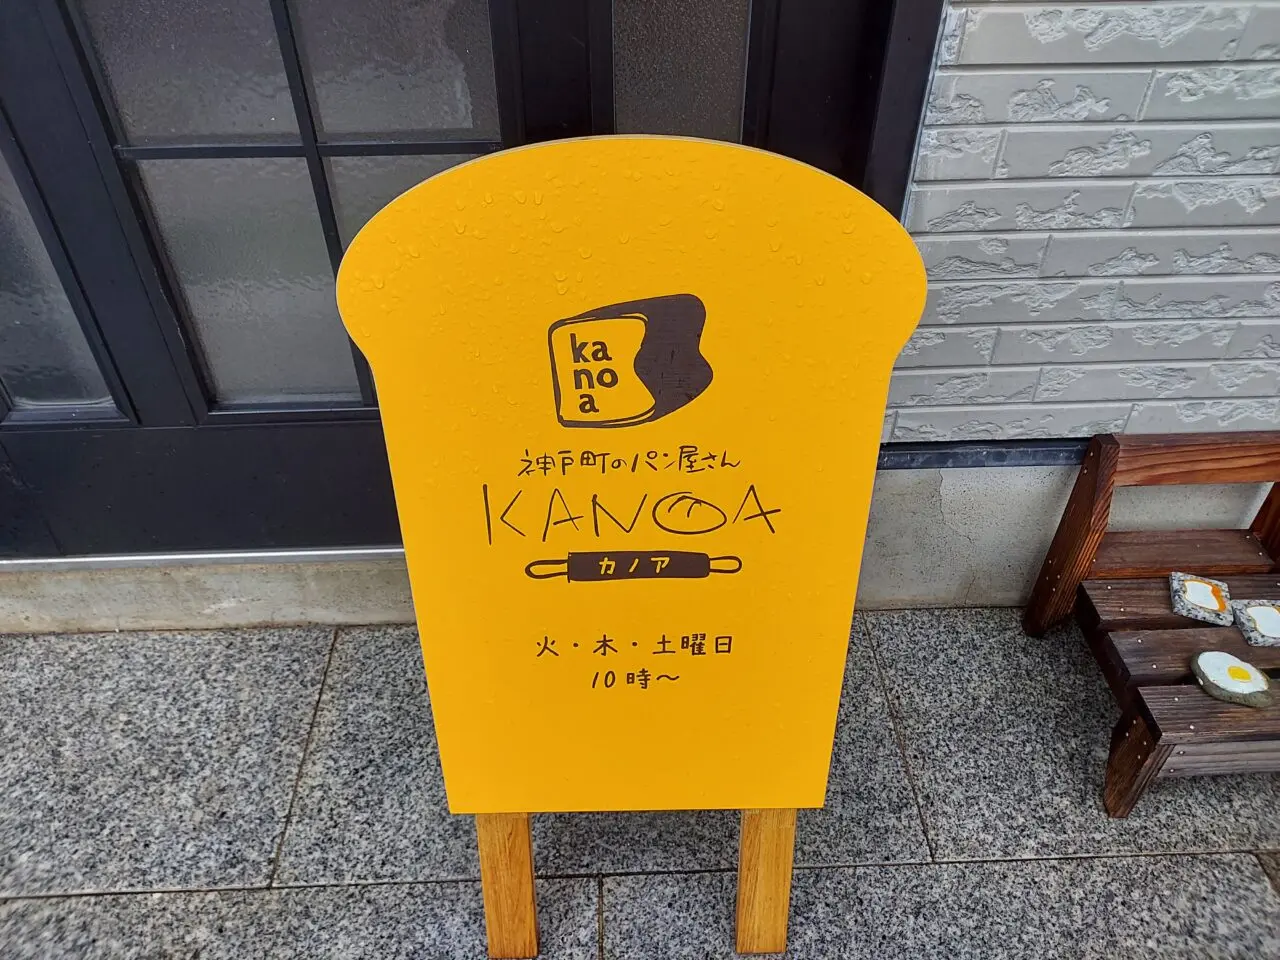 ka
no
a
神戸町のパン屋さん
KANOA
カノア
火・木・土曜日
10時～